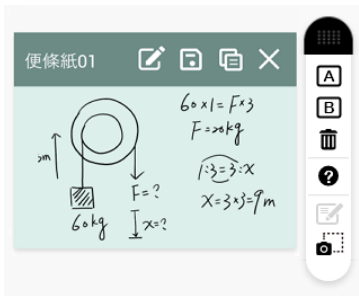 便條紙01
60×1=F×3
F=20kg
1:3=3:x
x=3×3=9m
F=?
60kg
x=?
A
B
?